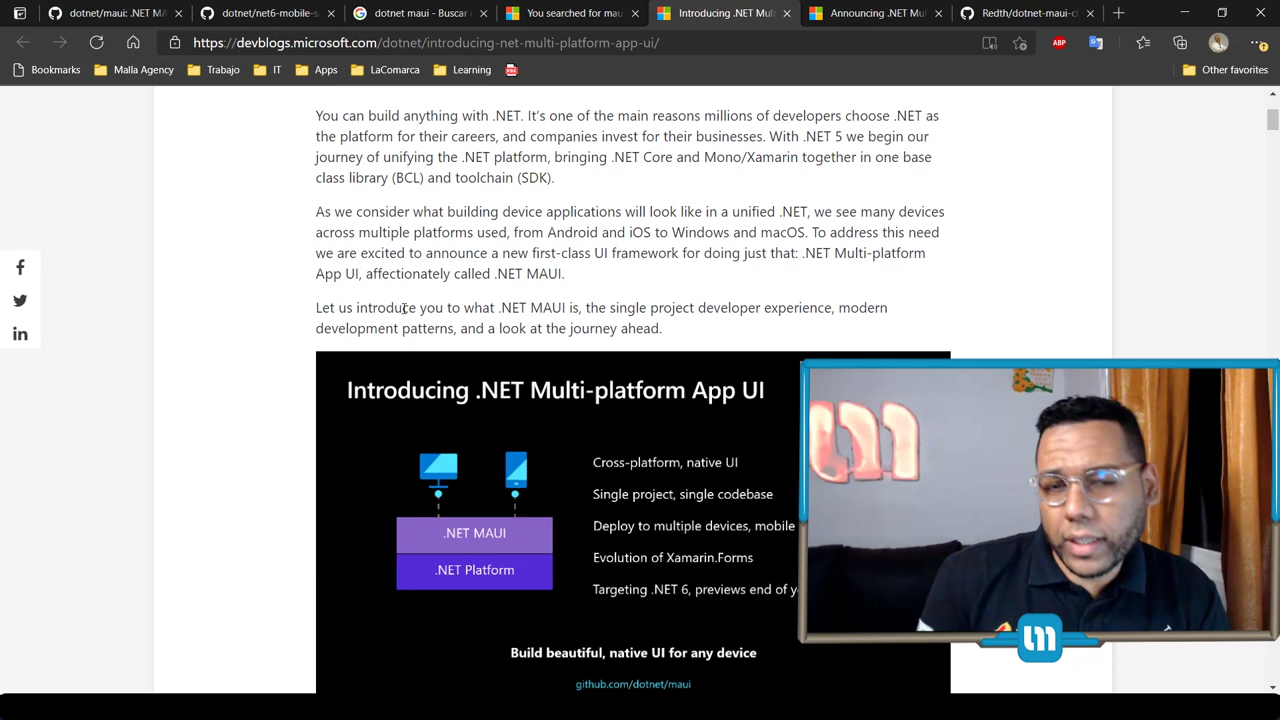 dotnet/maui: .NET MA
dotnet/net6-mobile-s
dotnet maui - Buscar
You searched for mau
Introducing .NET Mult
Announcing .NET Mul
Redth/dotnet-maui-c
https://devblogs.microsoft.com/dotnet/introducing-net-multi-platform-app-ui/
ABP
Bookmarks
Malla Agency
Trabajo
IT
Apps
LaComarca
Learning
Other favorites
You can build anything with .NET. It's one of the main reasons millions of developers choose .NET as
the platform for their careers, and companies invest for their businesses. With .NET 5 we begin our
journey of unifying the .NET platform, bringing .NET Core and Mono/Xamarin together in one base
class library (BCL) and toolchain (SDK).
As we consider what building device applications will look like in a unified .NET, we see many devices
across multiple platforms used, from Android and iOS to Windows and macOS. To address this need
we are excited to announce a new first-class UI framework for doing just that: .NET Multi-platform
App UI, affectionately called .NET MAUI.
Let us introduce you to what .NET MAUI is, the single project developer experience, modern
development patterns, and a look at the journey ahead.
Introducing .NET Multi-platform App UI
Cross-platform, native UI
Single project, single codebase
Deploy to multiple devices, mobile
Evolution of Xamarin.Forms
Targeting .NET 6, previews end of y
.NET MAUI
.NET Platform
Build beautiful, native UI for any device
github.com/dotnet/maui